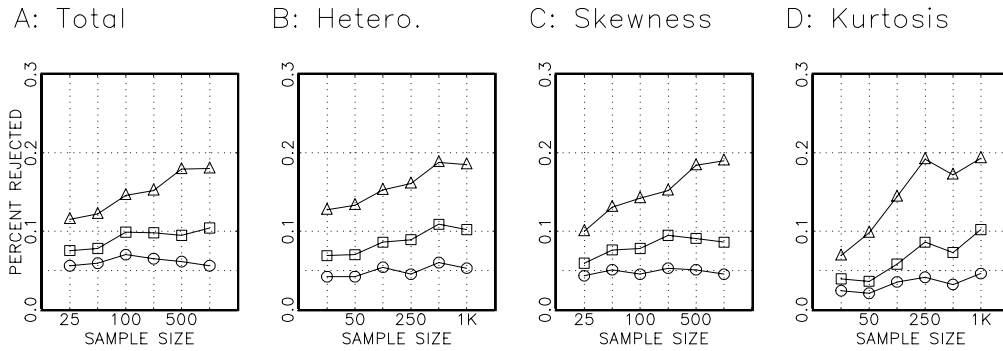 A: Total
B: Hetero.
C: Skewness
D: Kurtosis
PERCENT REJECTED
0.3
0.2
0.1
0.
25 100 500
SAMPLE SIZE
0.3
0.2
0.1
0.
50 250 1K
SAMPLE SIZE
0.3
0.2
0.1
0.
25 100 500
SAMPLE SIZE
0.3
0.2
0.1
0.
50 250 1K
SAMPLE SIZE